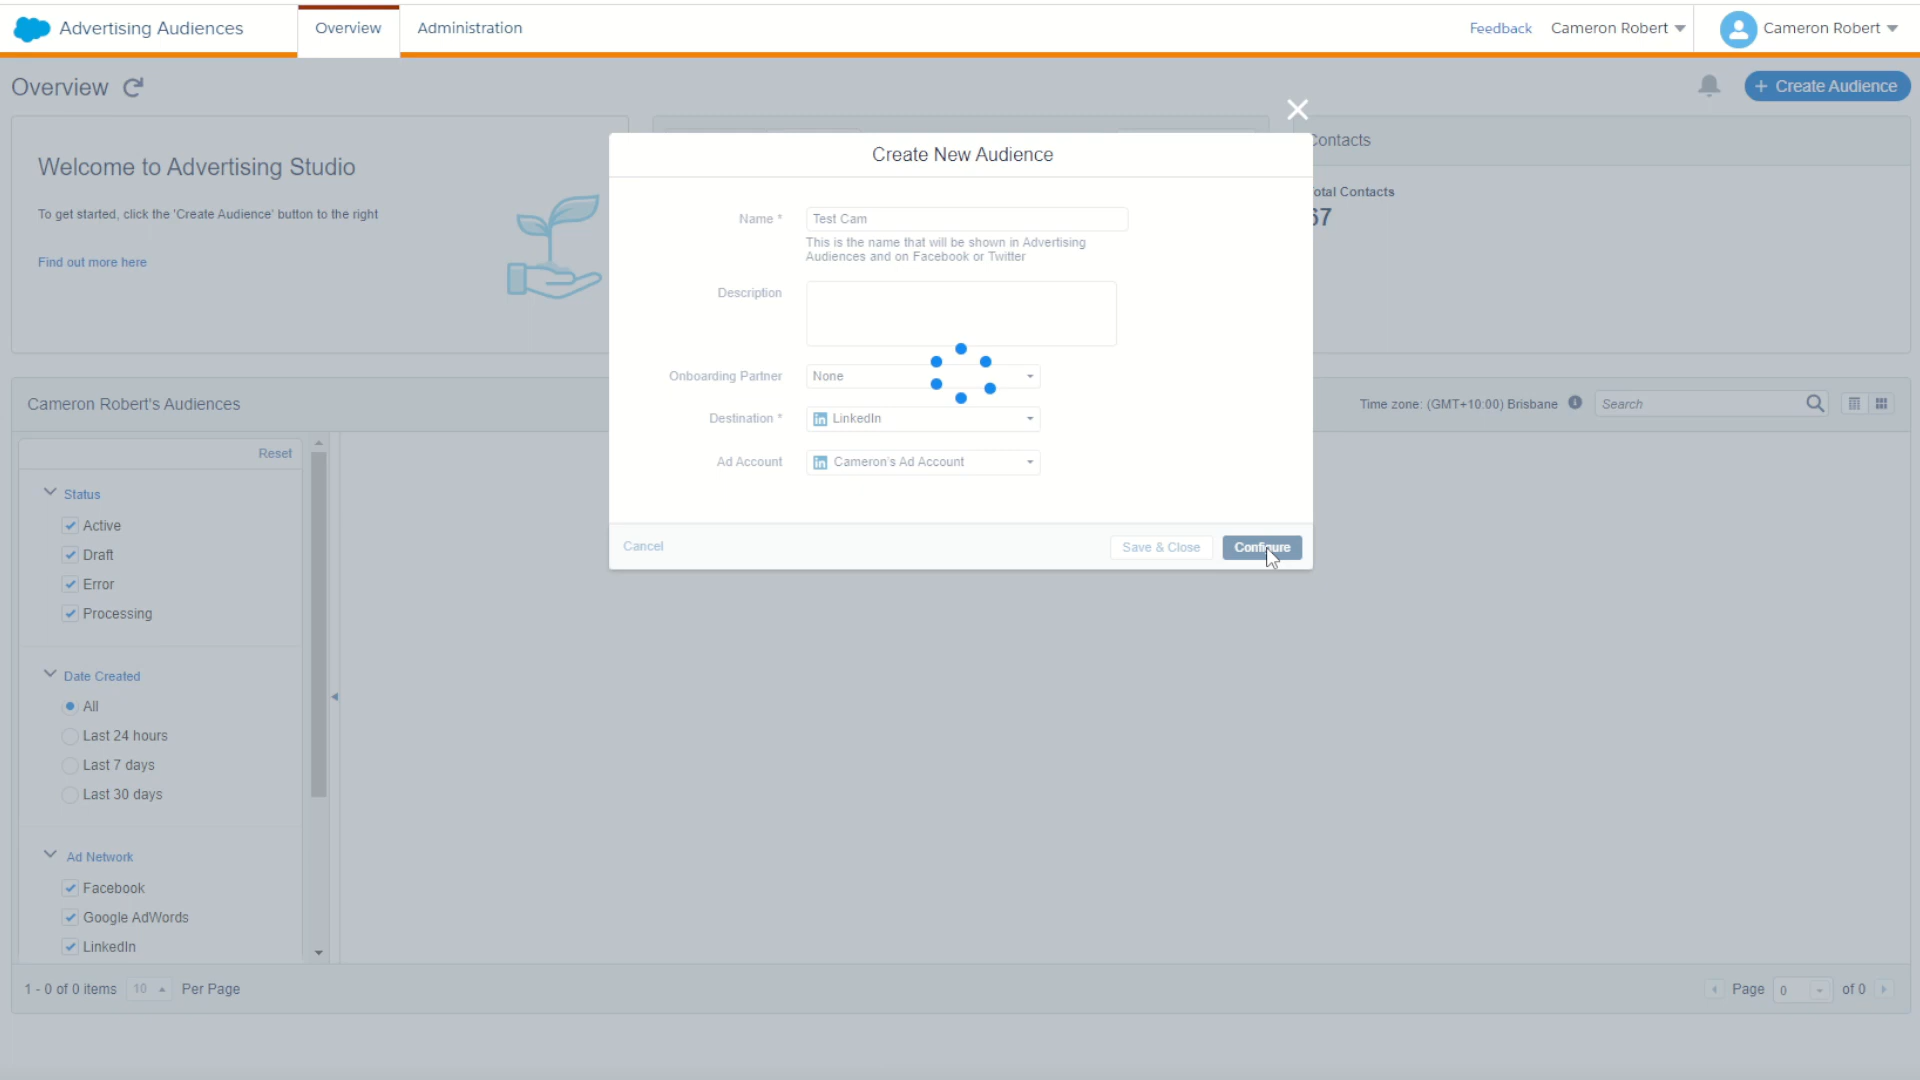 Advertising Audiences
Overview
Administration
Feedback
Cameron Robert
Cameron Robert
Overview
+ Create Audience
Welcome to Advertising Studio
To get started, click the 'Create Audience' button to the right
Find out more here
Contacts
Total Contacts
67
Create New Audience
Name *
Test Cam
This is the name that will be shown in Advertising
Audiences and on Facebook or Twitter
Description
Onboarding Partner
None
Destination *
in LinkedIn
Ad Account
in Cameron's Ad Account
Cancel
Save & Close
Configure
Cameron Robert's Audiences
Time zone: (GMT+10:00) Brisbane
Search
Reset
Status
Active
Draft
Error
Processing
Date Created
All
Last 24 hours
Last 7 days
Last 30 days
Ad Network
Facebook
Google AdWords
LinkedIn
1 - 0 of 0 items
10
Per Page
Page
0
of 0